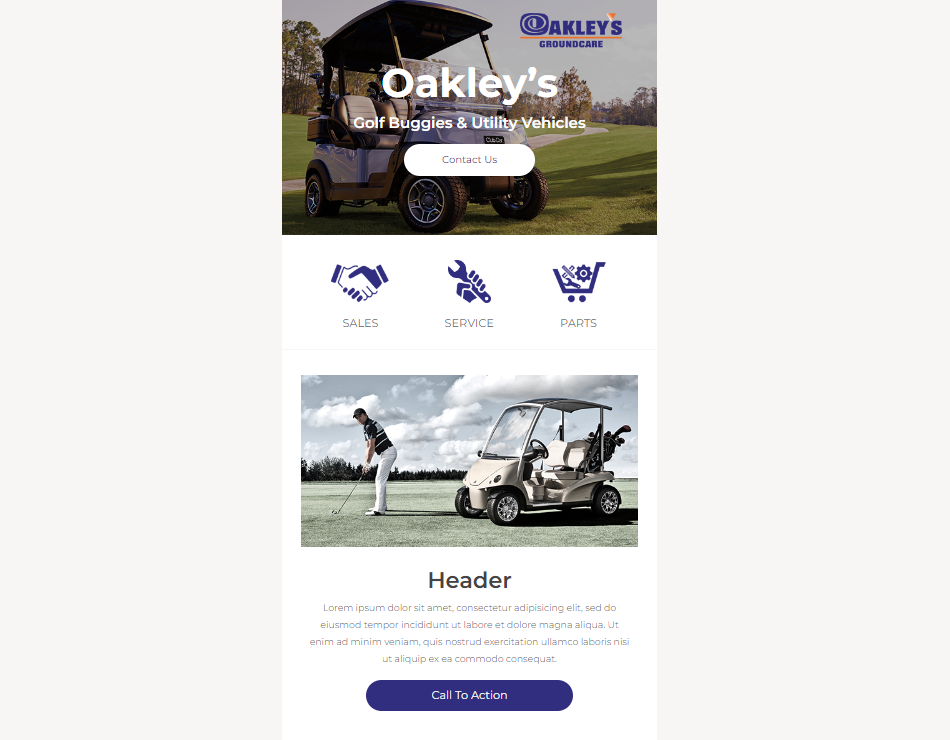 OAKLEY'S
GROUNDCARE
Oakley’s
Golf Buggies & Utility Vehicles
Contact Us
SALES
SERVICE
PARTS
Header
Lorem ipsum dolor sit amet, consectetur adipisicing elit, sed do
eiusmod tempor incididunt ut labore et dolore magna aliqua. Ut
enim ad minim veniam, quis nostrud exercitation ullamco laboris nisi
ut aliquip ex ea commodo consequat.
Call To Action